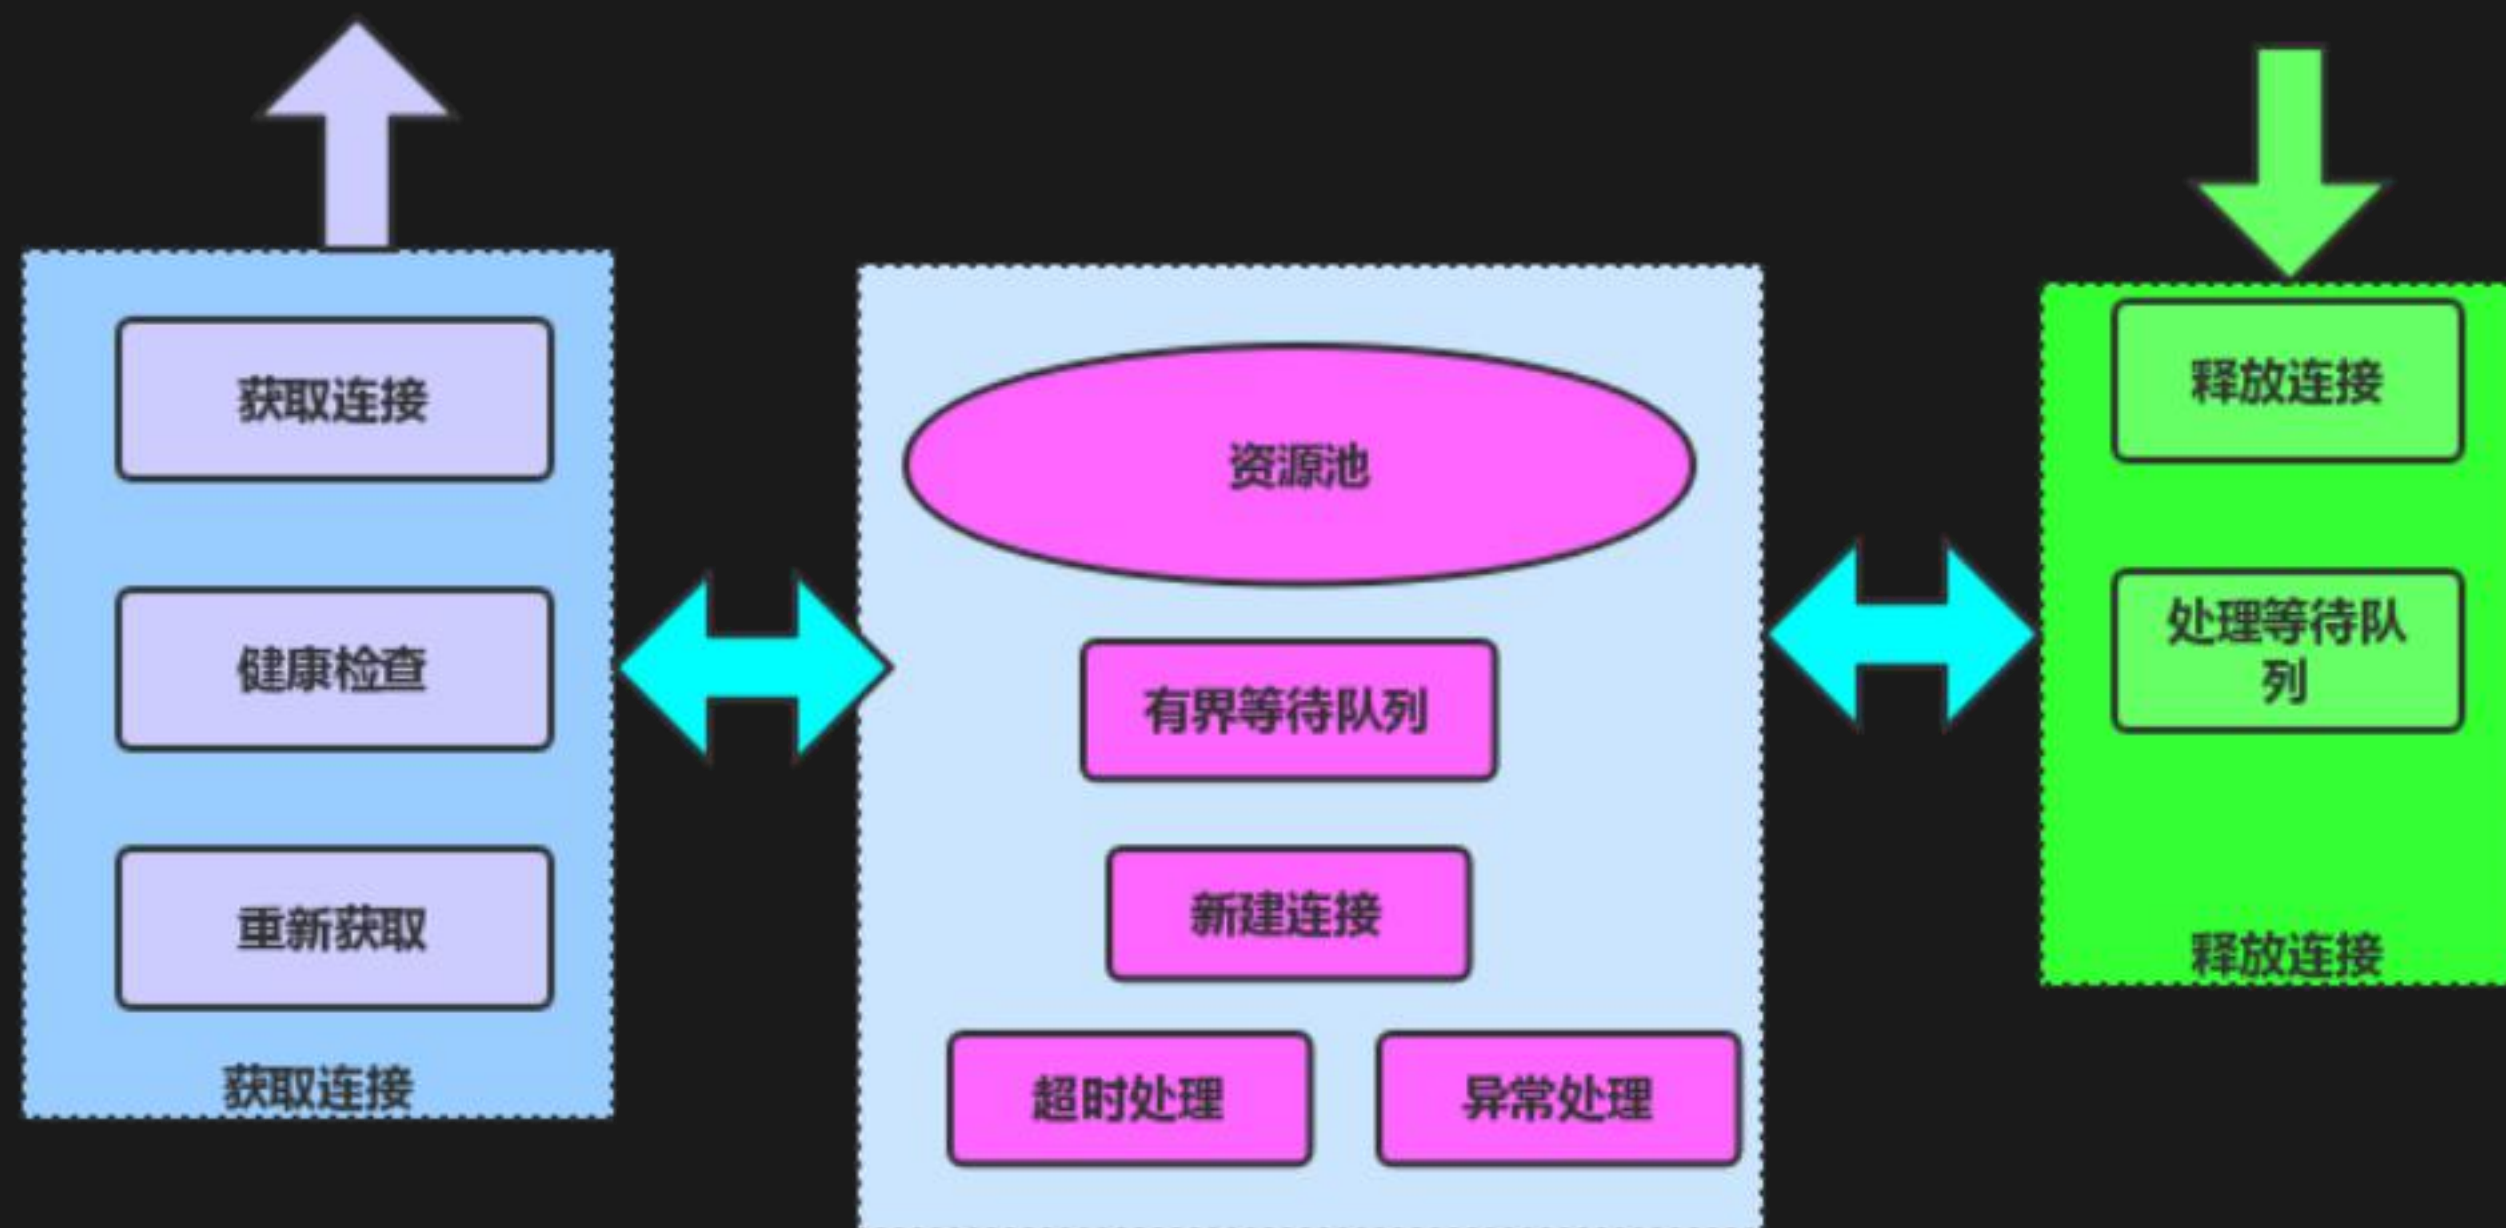 获取连接
健康检查
重新获取
获取连接
资源池
有界等待队列
新建连接
超时处理
异常处理
释放连接
处理等待队
列
释放连接